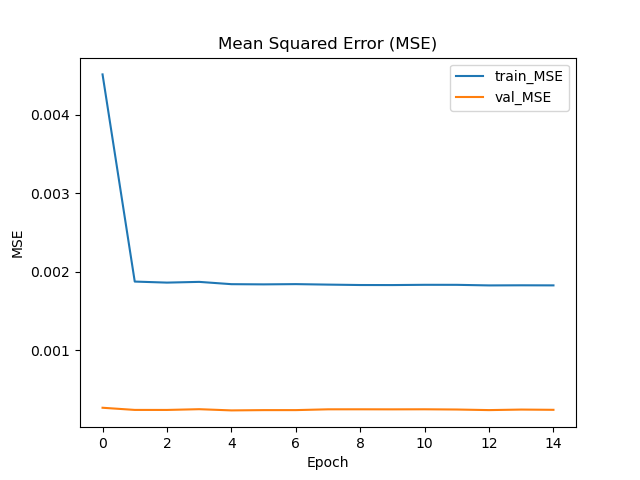 Mean Squared Error (MSE)
train_MSE
val_MSE
0.004
0.003
0.002
0.001
MSE
0 2 4 6 8 10 12 14
Epoch